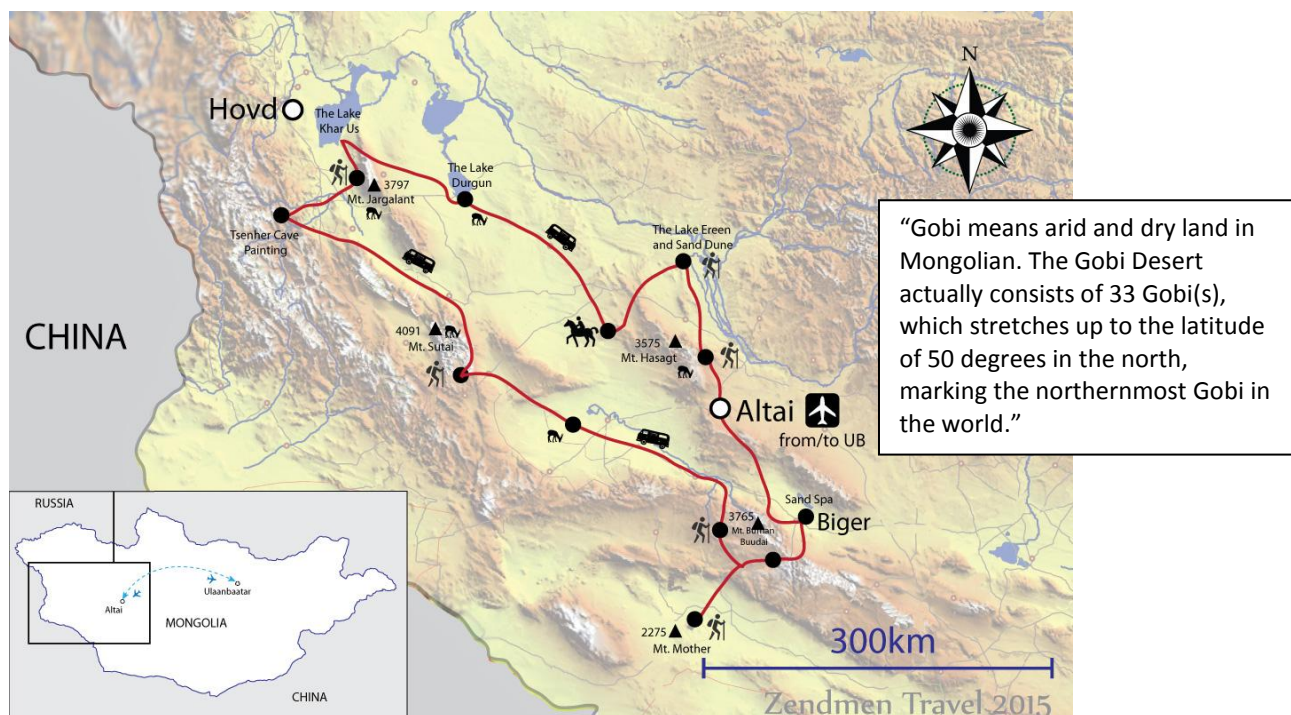 N
Hovd
The Lake
Khar Us
3797
Mt. Jargalant
The Lake
Durgun
Tsenher Cave
Painting
The Lake Ereen
and Sand Dune
CHINA
4091
Mt. Sutai
3575
Mt. Hasagt
Altai
from/to UB
Sand Spa
Biger
3765
Mt. Burhan
Buudai
2275
Mt. Mother
300km
Zendmen Travel 2015
RUSSIA
Ulaanbaatar
Altai
MONGOLIA
CHINA
“Gobi means arid and dry land in
Mongolian. The Gobi Desert
actually consists of 33 Gobi(s),
which stretches up to the latitude
of 50 degrees in the north,
marking the northernmost Gobi in
the world.”